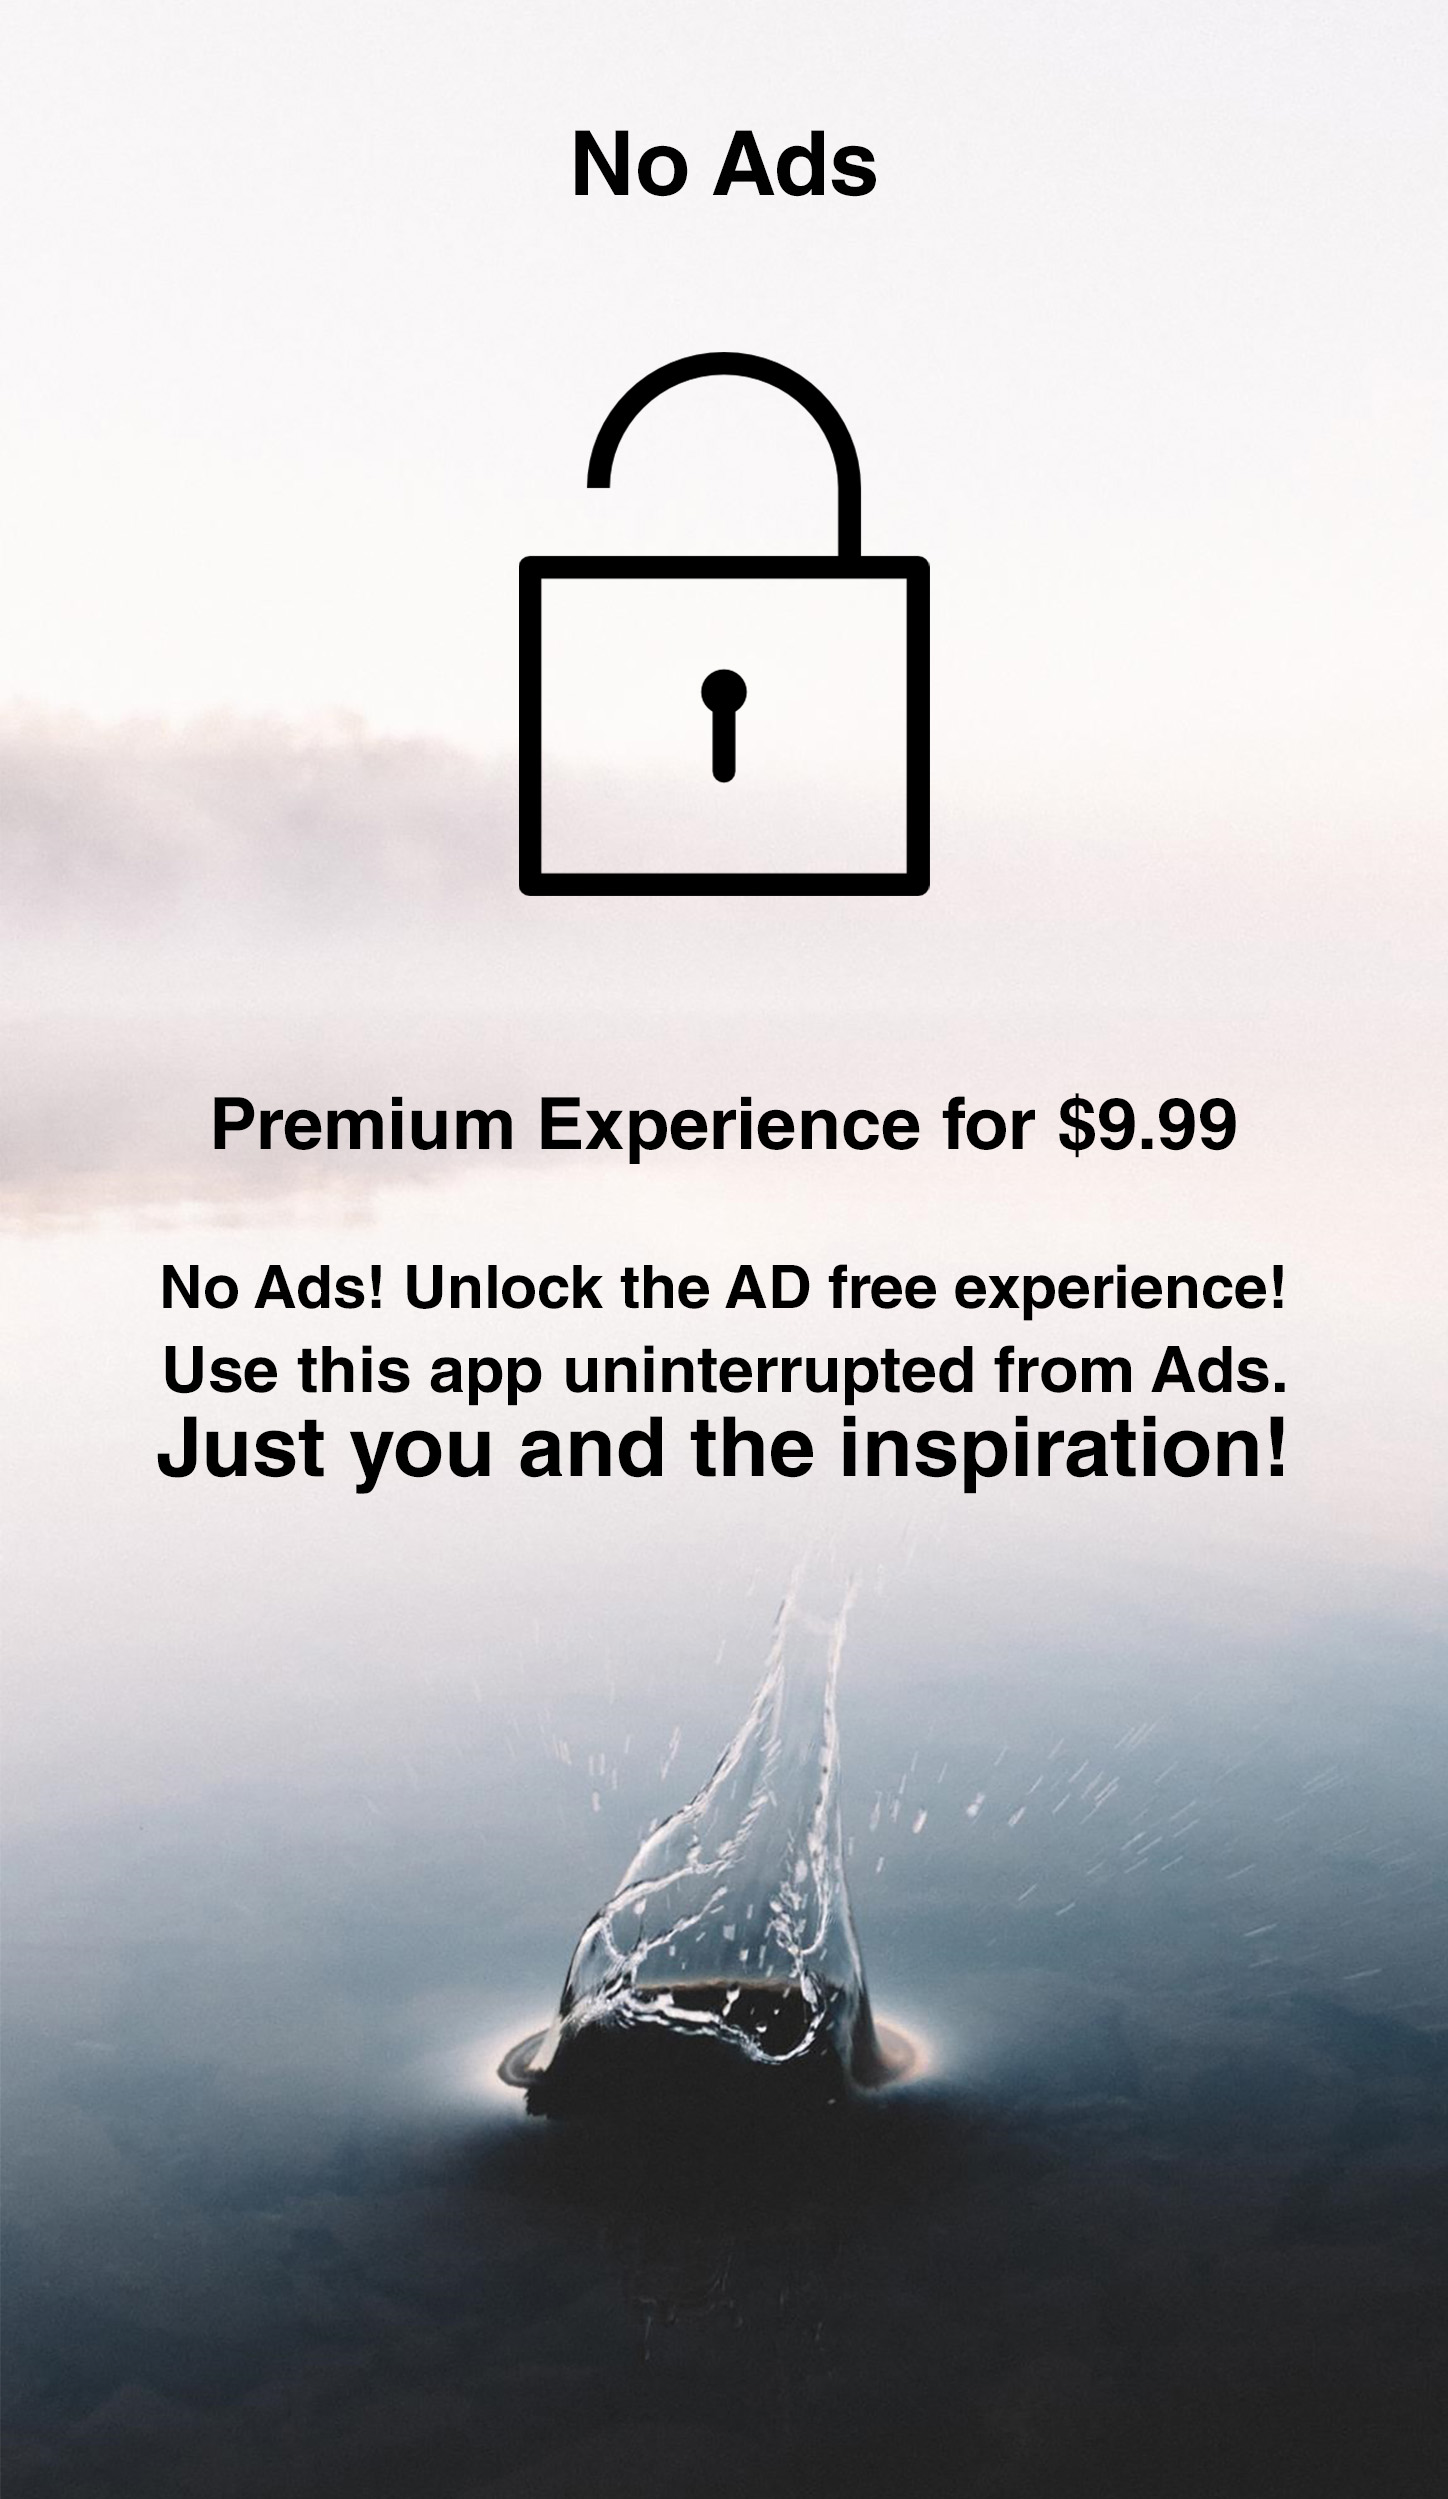 No Ads
Premium Experience for $9.99
No Ads! Unlock the AD free experience!
Use this app uninterrupted from Ads.
Just you and the inspiration!